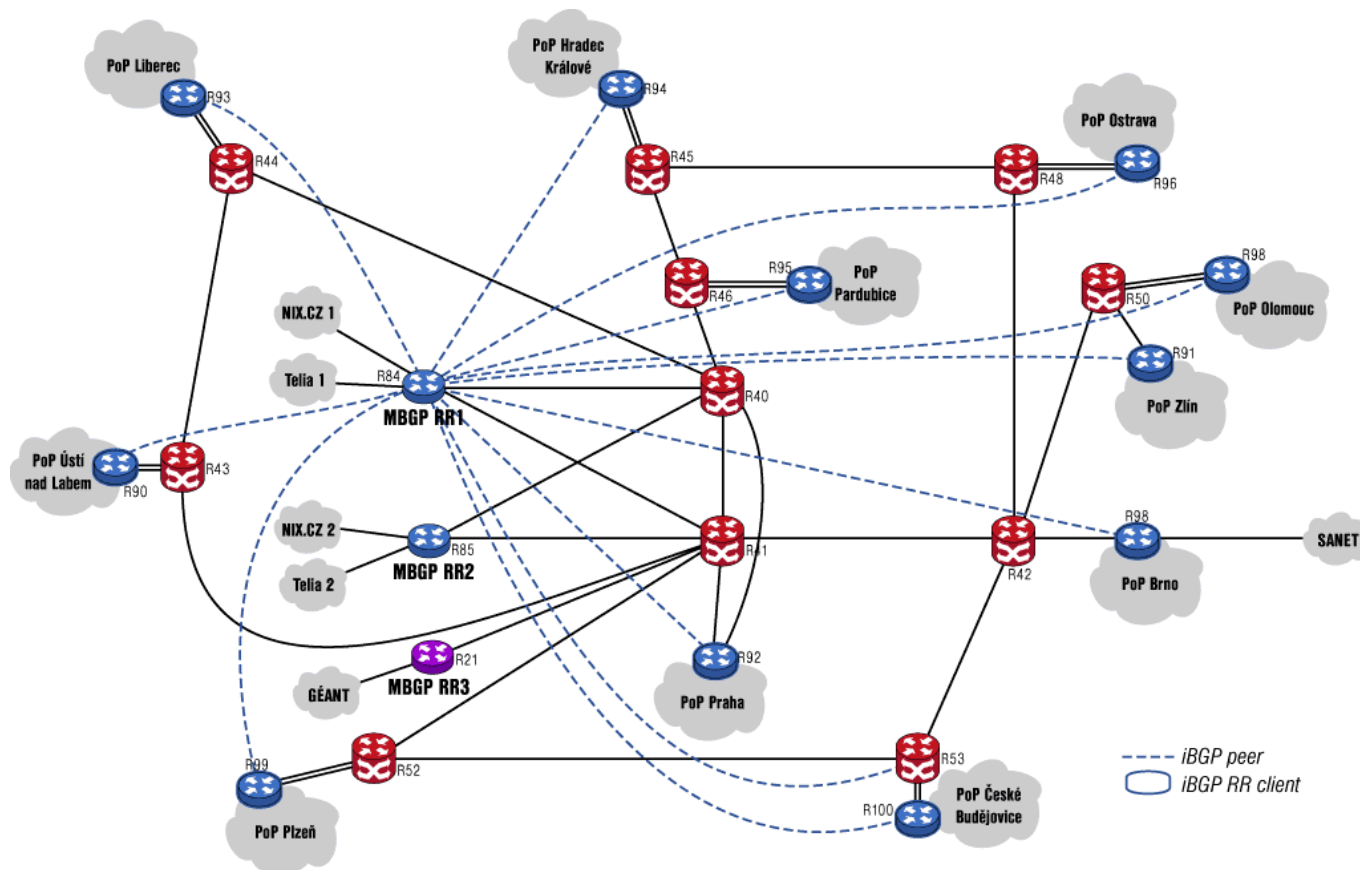 PoP Liberec
R93
R44
PoP Hradec
Králové
R94
R45
PoP Ostrava
R48
R96
R46
R95
PoP
Pardubice
R98
R50
PoP Olomouc
R91
PoP Zlín
NIX.CZ 1
Telia 1
R84
MBGP RR1
R40
PoP Ústí
nad Labem
R90
R43
NIX.CZ 2
Telia 2
R85
MBGP RR2
R41
R42
R98
PoP Brno
SANET
GÉANT
R21
MBGP RR3
R92
PoP Praha
R99
R52
PoP Plzeň
R53
R100
PoP České
Budějovice
iBGP peer
iBGP RR client